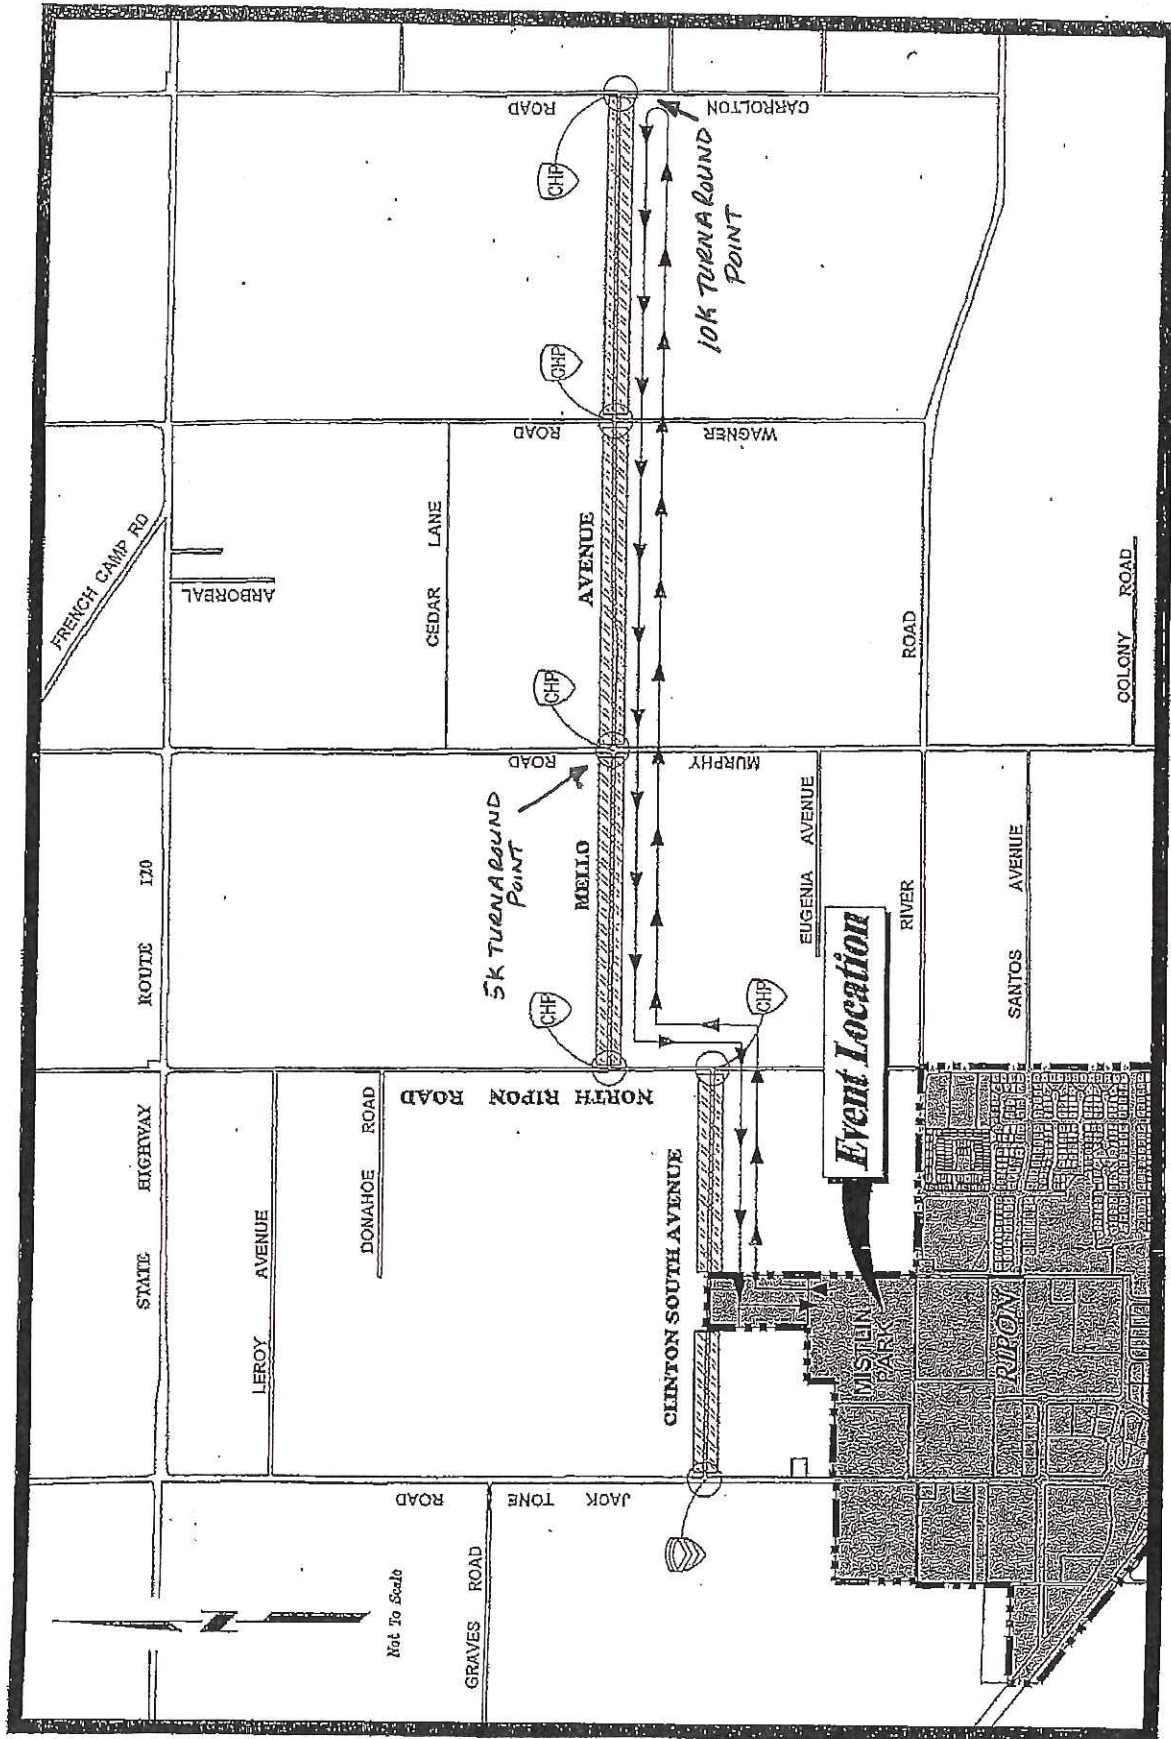 FRENCH CAMP RD
STATE HIGHWAY ROUTE 120
ARBOREAL
LEROY AVENUE
DONAHOE ROAD
CEDAR LANE
JACK TONE ROAD
GRAVES ROAD
Not To Scale
NORTH RIPON ROAD
MURPHY ROAD
WAGNER ROAD
CARROLTON ROAD
5K TURNAROUND
POINT
CHP
CHP
CHP
CHP
MELLO AVENUE
10K TURNAROUND
POINT
CLINTON SOUTH AVENUE
CHP
EUGENIA AVENUE
Event Location
MISTLIN
PARK
RIVER ROAD
RIPON
SANTOS AVENUE
COLONY ROAD